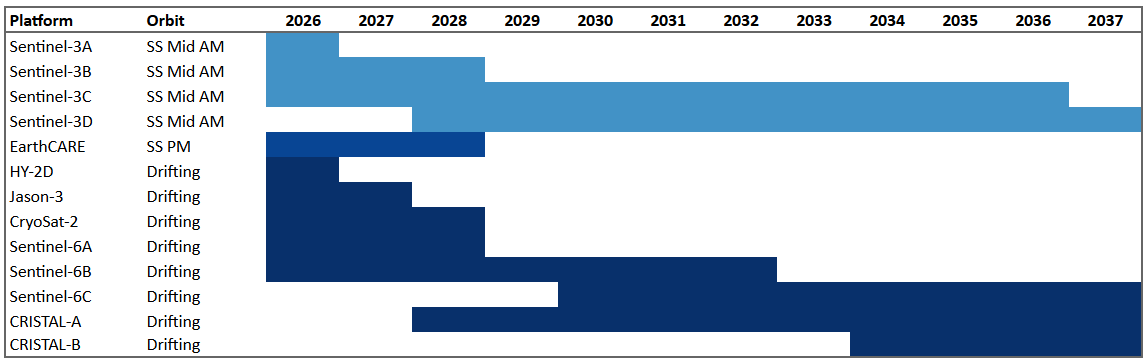 Platform Orbit 2026 2027 2028 2029 2030 2031 2032 2033 2034 2035 2036 2037
Sentinel-3A SS Mid AM
Sentinel-3B SS Mid AM
Sentinel-3C SS Mid AM
Sentinel-3D SS Mid AM
EarthCARE SS PM
HY-2D Drifting
Jason-3 Drifting
CryoSat-2 Drifting
Sentinel-6A Drifting
Sentinel-6B Drifting
Sentinel-6C Drifting
CRISTAL-A Drifting
CRISTAL-B Drifting